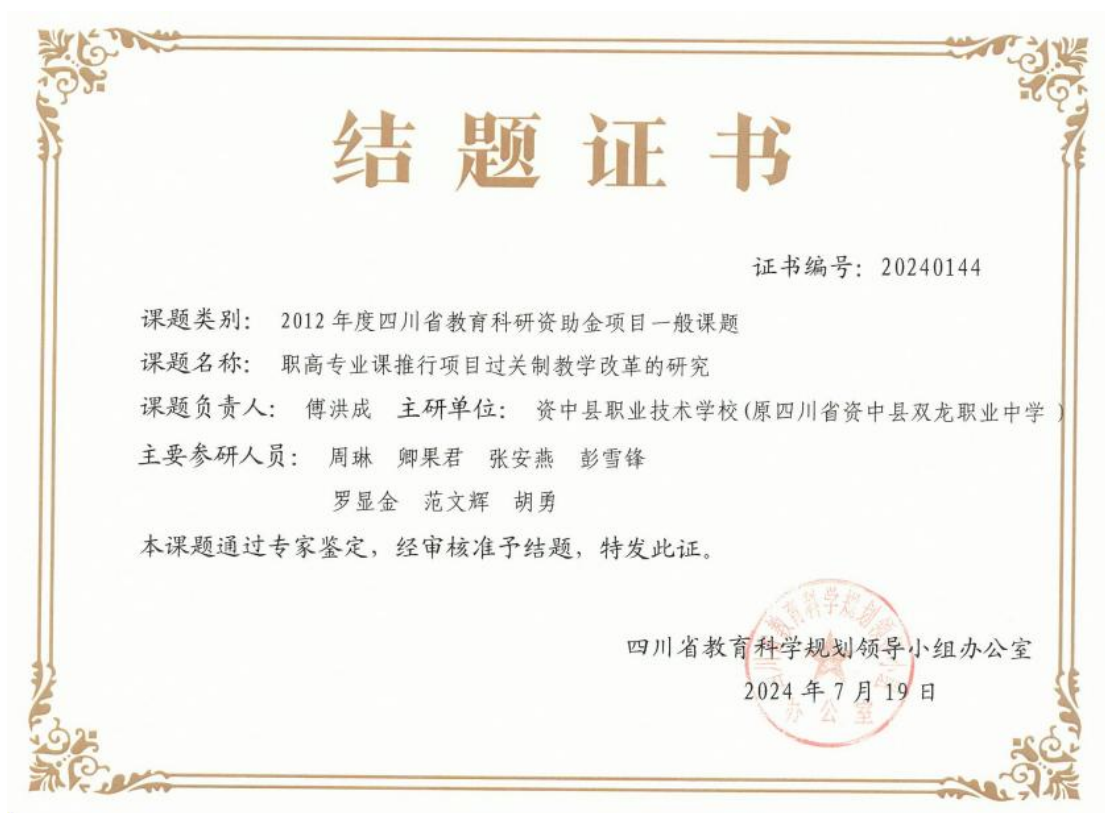 结题证书
证书编号：20240144
课题类别： 2012年度四川省教育科研资助金项目一般课题
课题名称： 职高专业课推行项目过关制教学改革的研究
课题负责人： 傅洪成 主研单位： 资中县职业技术学校(原四川省资中县双龙职业中学 )
主要参研人员： 周琳 卿果君 张安燕 彭雪锋
罗显金 范文辉 胡勇
本课题通过专家鉴定，经审核准予结题，特发此证。
四川省教育科学规划领导小组办公室
2024年7月19日
办公室